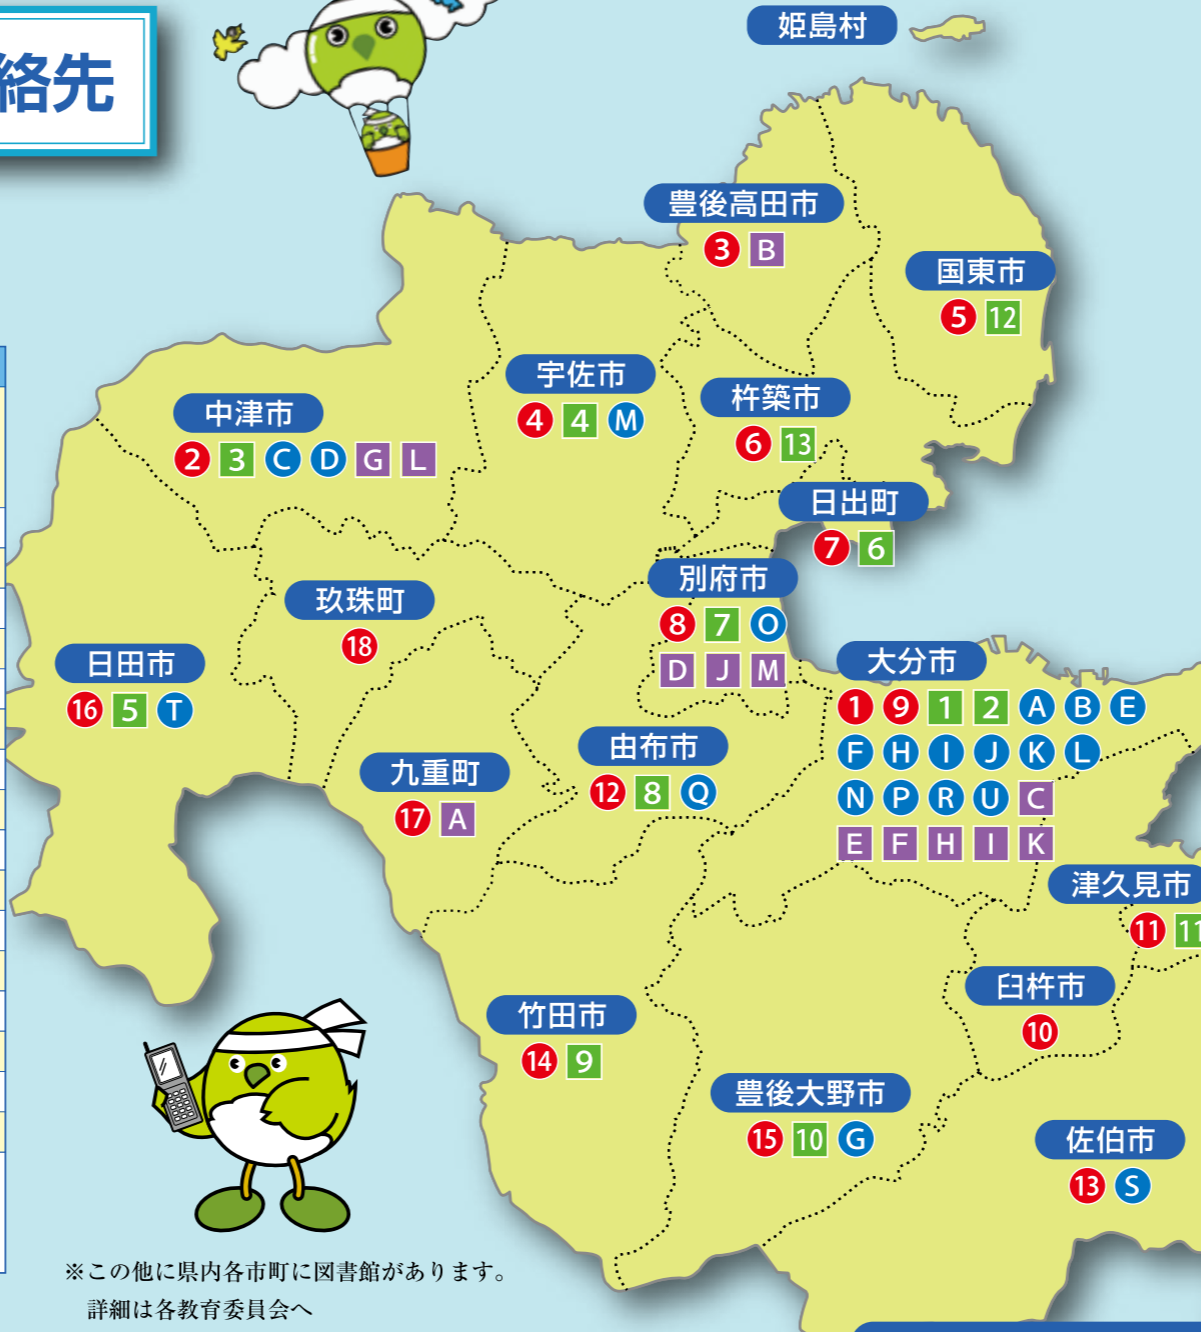 絡先
姫島村
豊後高田市
3 B
国東市
5 12
宇佐市
4 4 M
杵築市
6 13
中津市
2 3 C D G L
日出町
7 6
別府市
8 7 O
D J M
玖珠町
18
日田市
16 5 T
大分市
1 9 1 2 A B E
F H I J K L
N P R U C
E F H I K
由布市
12 8 Q
九重町
17 A
津久見市
11 11
臼杵市
10
竹田市
14 9
豊後大野市
15 10 G
佐伯市
13 S
※この他に県内各市町に図書館があります。
詳細は各教育委員会へ